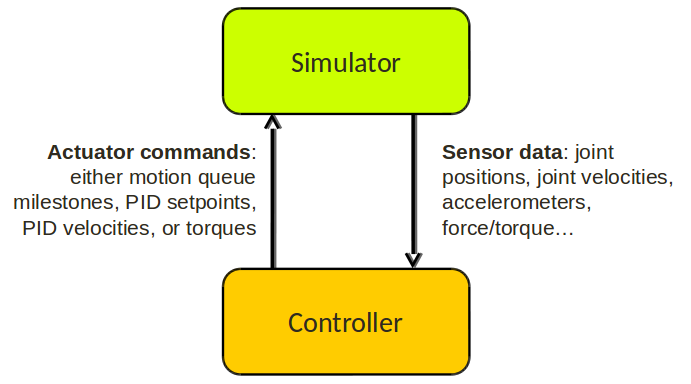 Simulator
Actuator commands:
either motion queue
milestones, PID setpoints,
PID velocities, or torques
Sensor data: joint
positions, joint velocities,
accelerometers,
force/torque…
Controller